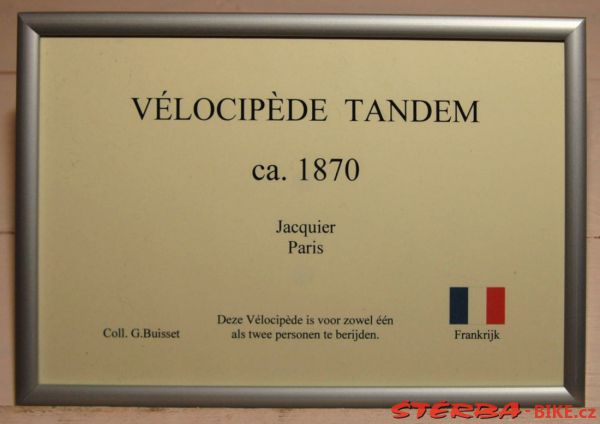 VÉLOCIPÈDE TANDEM
ca. 1870
Jacquier
Paris
Coll. G.Buisset
Deze Vélocipède is voor zowel één
als twee personen te berijden.
Frankrijk
STERBA-BIKE.cz